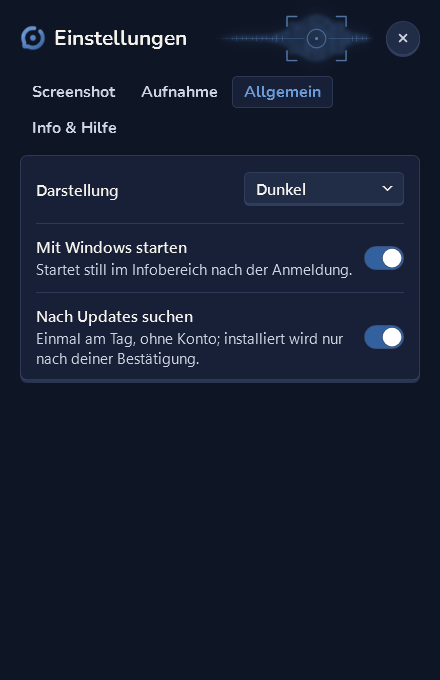 Einstellungen
Screenshot
Aufnahme
Allgemein
Info & Hilfe
Darstellung
Dunkel
Mit Windows starten
Startet still im Infobereich nach der Anmeldung.
Nach Updates suchen
Einmal am Tag, ohne Konto; installiert wird nur
nach deiner Bestätigung.